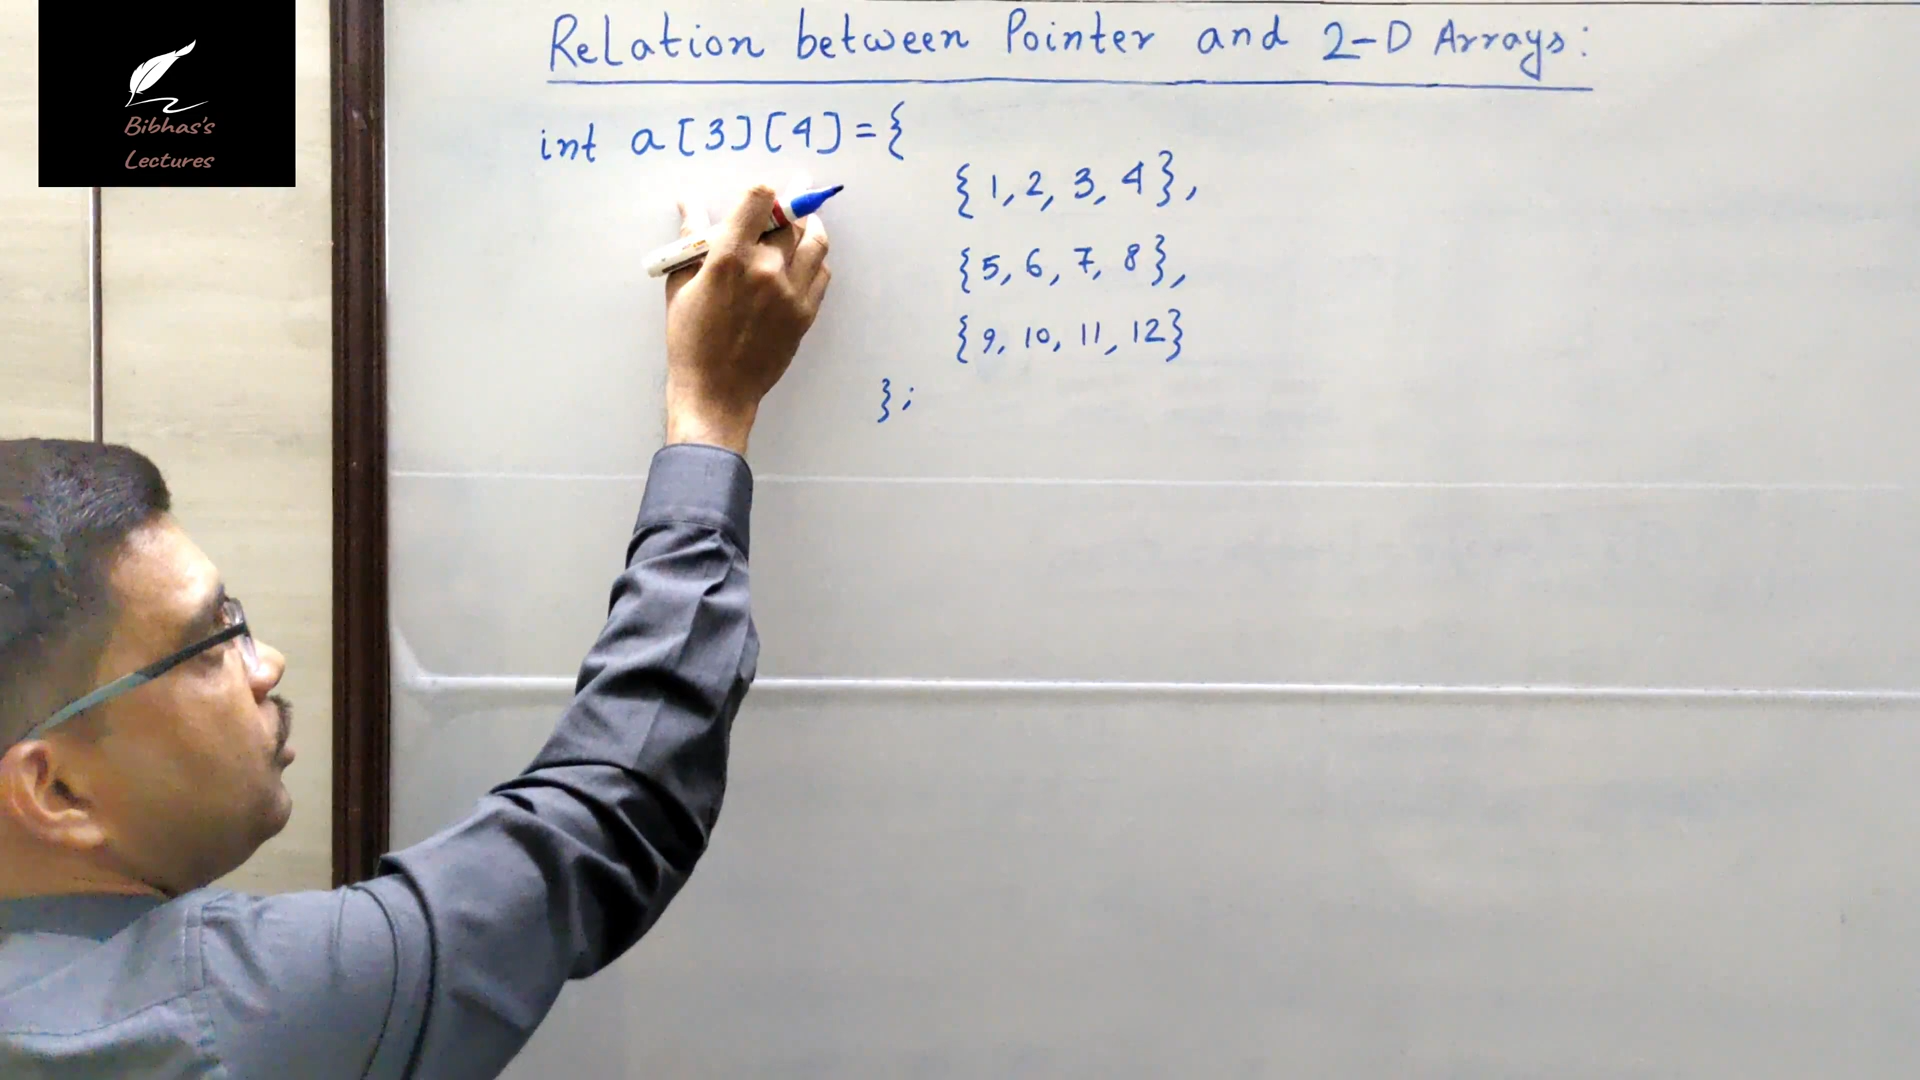 Bibhas's
Lectures
Relation between Pointer and 2-D Arrays:
int a[3][4]={
{1,2,3,4},
{5,6,7,8},
{9,10,11,12}
};